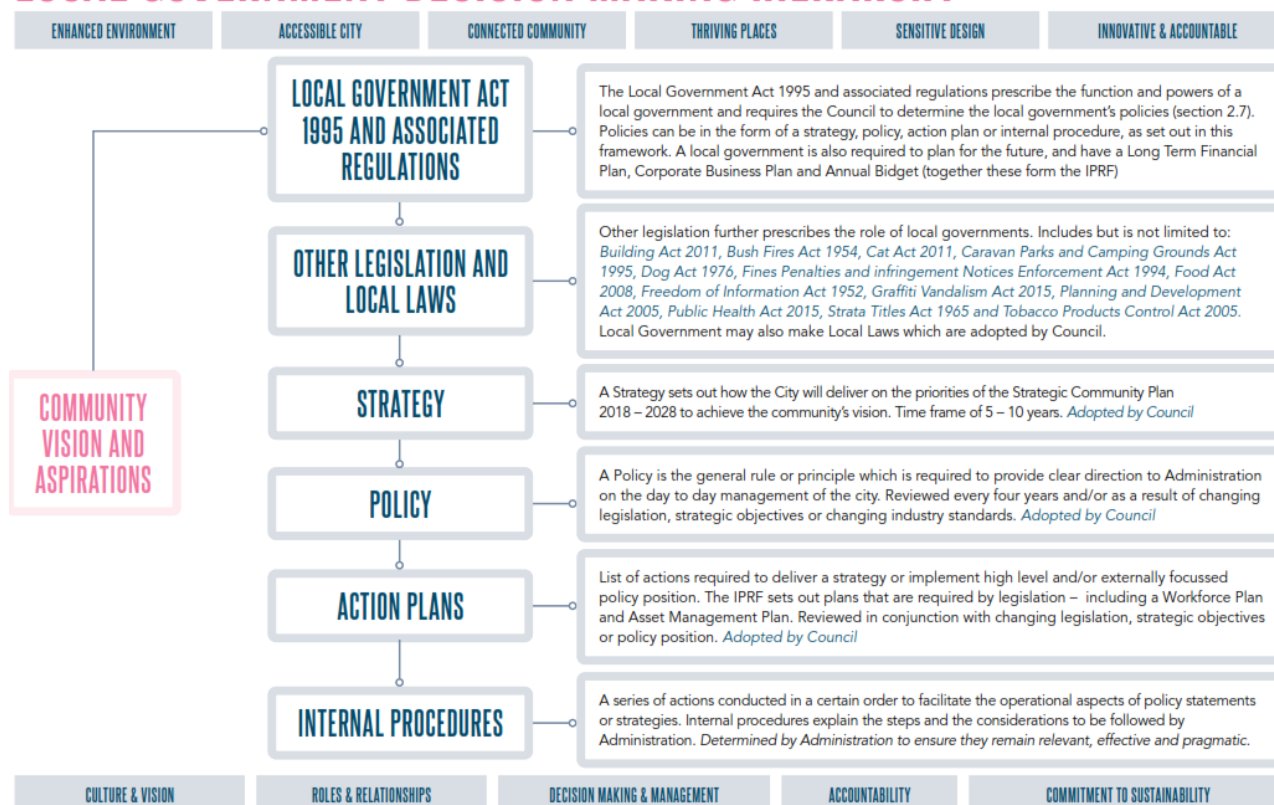 ENHANCED ENVIRONMENT
ACCESSIBLE CITY
CONNECTED COMMUNITY
THRIVING PLACES
SENSITIVE DESIGN
INNOVATIVE & ACCOUNTABLE
LOCAL GOVERNMENT ACT
1995 AND ASSOCIATED
REGULATIONS
The Local Government Act 1995 and associated regulations prescribe the function and powers of a
local government and requires the Council to determine the local government's policies (section 2.7).
Policies can be in the form of a strategy, policy, action plan or internal procedure, as set out in this
framework. A local government is also required to plan for the future, and have a Long Term Financial
Plan, Corporate Business Plan and Annual Budget (together these form the IPRF)
OTHER LEGISLATION AND
LOCAL LAWS
Other legislation further prescribes the role of local governments. Includes but is not limited to:
Building Act 2011, Bush Fires Act 1954, Cat Act 2011, Caravan Parks and Camping Grounds Act
1995, Dog Act 1976, Fines Penalties and infringement Notices Enforcement Act 1994, Food Act
2008, Freedom of Information Act 1952, Graffiti Vandalism Act 2015, Planning and Development
Act 2005, Public Health Act 2015, Strata Titles Act 1965 and Tobacco Products Control Act 2005.
Local Government may also make Local Laws which are adopted by Council.
COMMUNITY
VISION AND
ASPIRATIONS
STRATEGY
A Strategy sets out how the City will deliver on the priorities of the Strategic Community Plan
2018 – 2028 to achieve the community's vision. Time frame of 5 – 10 years. Adopted by Council
POLICY
A Policy is the general rule or principle which is required to provide clear direction to Administration
on the day to day management of the city. Reviewed every four years and/or as a result of changing
legislation, strategic objectives or changing industry standards. Adopted by Council
ACTION PLANS
List of actions required to deliver a strategy or implement high level and/or externally focussed
policy position. The IPRF sets out plans that are required by legislation – including a Workforce Plan
and Asset Management Plan. Reviewed in conjunction with changing legislation, strategic objectives
or policy position. Adopted by Council
INTERNAL PROCEDURES
A series of actions conducted in a certain order to facilitate the operational aspects of policy statements
or strategies. Internal procedures explain the steps and the considerations to be followed by
Administration. Determined by Administration to ensure they remain relevant, effective and pragmatic.
CULTURE & VISION
ROLES & RELATIONSHIPS
DECISION MAKING & MANAGEMENT
ACCOUNTABILITY
COMMITMENT TO SUSTAINABILITY